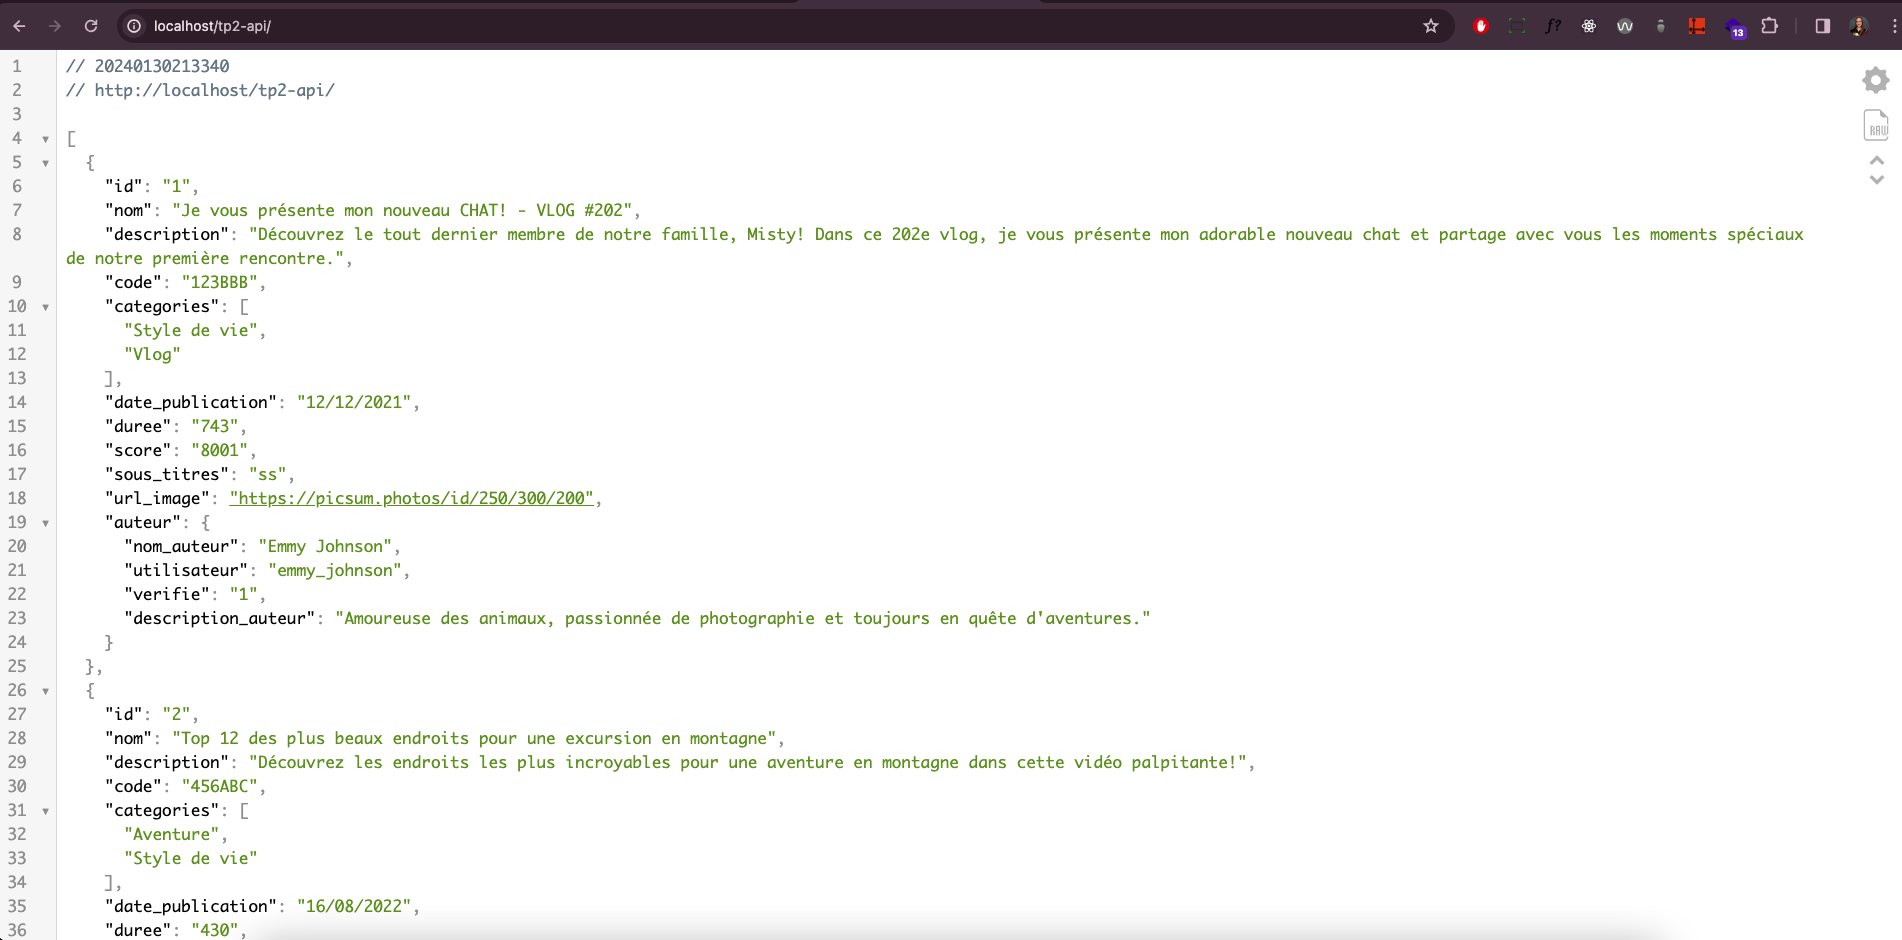 localhost/tp2-api/
f?
13
1 // 20240130213340
2 // http://localhost/tp2-api/
3
4 [
5 {
6 "id": "1",
7 "nom": "Je vous présente mon nouveau CHAT! - VLOG #202",
8 "description": "Découvrez le tout dernier membre de notre famille, Misty! Dans ce 202e vlog, je vous présente mon adorable nouveau chat et partage avec vous les moments spéciaux
de notre première rencontre.",
9 "code": "123BBB",
10 "categories": [
11 "Style de vie",
12 "Vlog"
13 ],
14 "date_publication": "12/12/2021",
15 "duree": "743",
16 "score": "8001",
17 "sous_titres": "ss",
18 "url_image": "https://picsum.photos/id/250/300/200",
19 "auteur": {
20 "nom_auteur": "Emmy Johnson",
21 "utilisateur": "emmy_johnson",
22 "verifie": "1",
23 "description_auteur": "Amoureuse des animaux, passionnée de photographie et toujours en quête d'aventures."
24 }
25 },
26 {
27 "id": "2",
28 "nom": "Top 12 des plus beaux endroits pour une excursion en montagne",
29 "description": "Découvrez les endroits les plus incroyables pour une aventure en montagne dans cette vidéo palpitante!",
30 "code": "456ABC",
31 "categories": [
32 "Aventure",
33 "Style de vie"
34 ],
35 "date_publication": "16/08/2022",
36 "duree": "430",
RAW